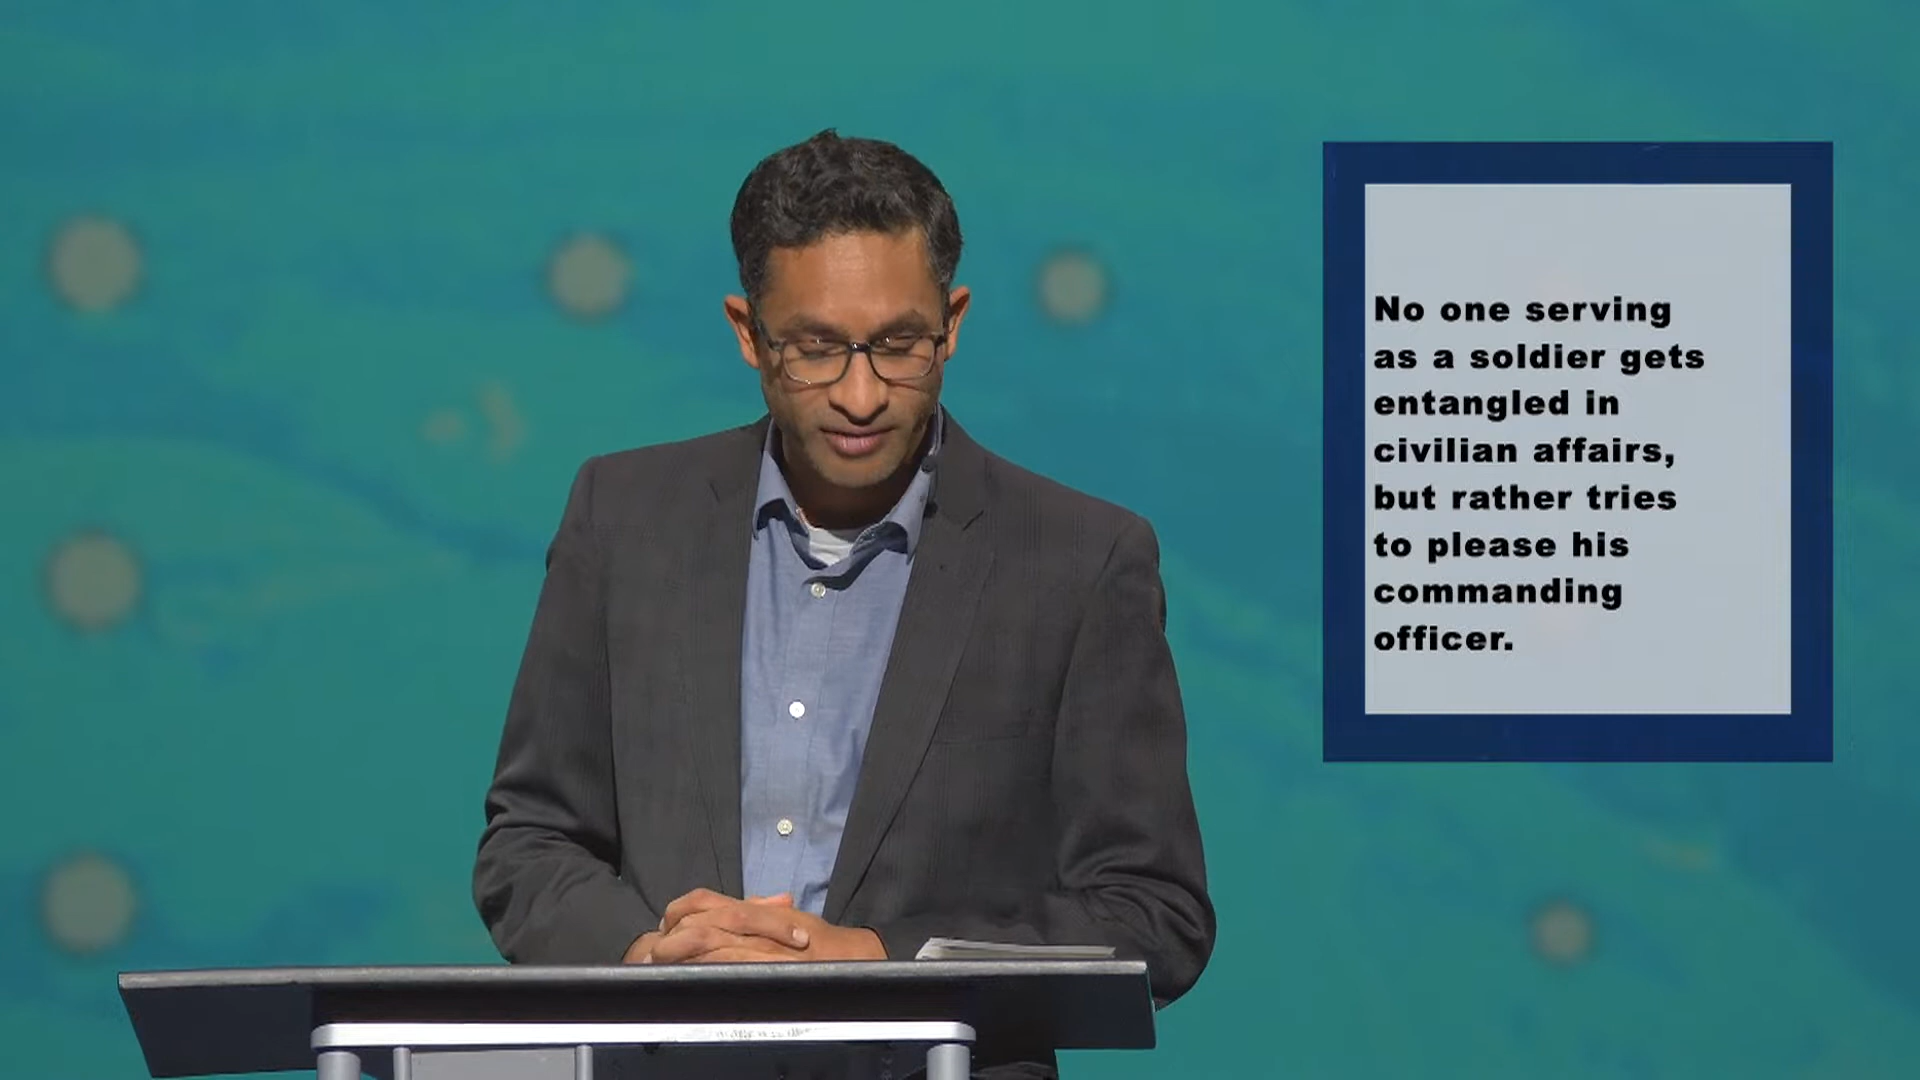 No one serving
as a soldier gets
entangled in
civilian affairs,
but rather tries
to please his
commanding
officer.